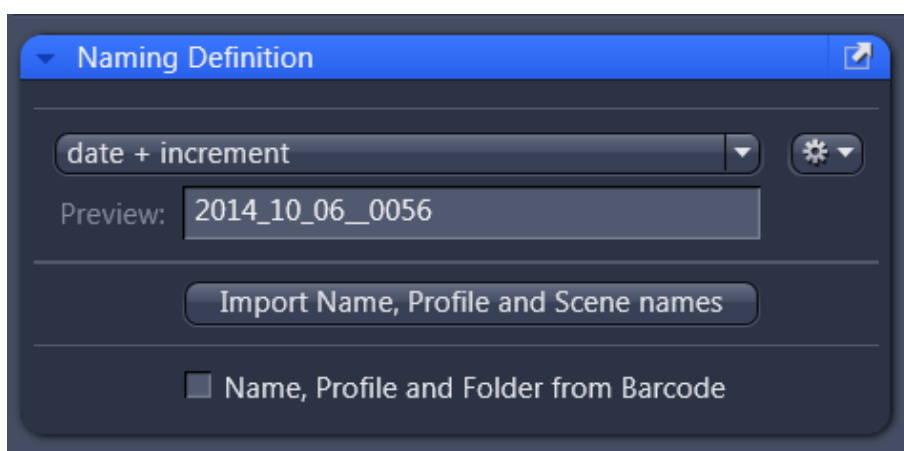 Naming Definition
date + increment
Preview: 2014_10_06__0056
Import Name, Profile and Scene names
Name, Profile and Folder from Barcode